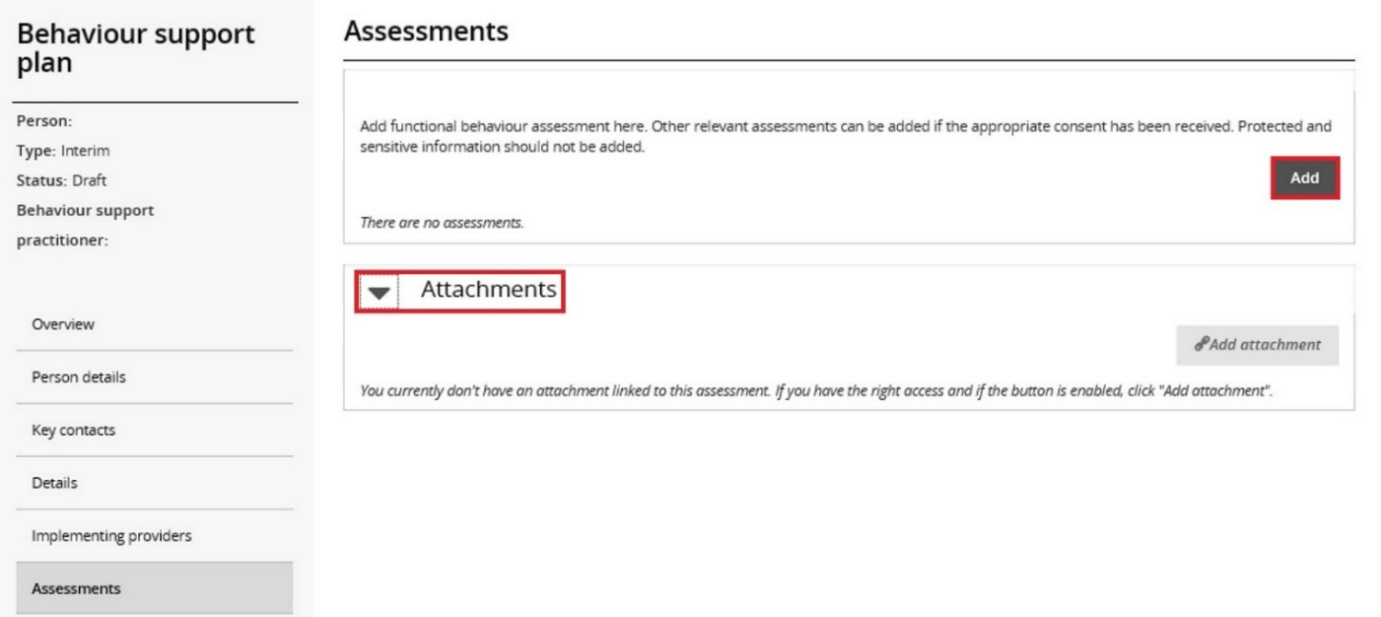 Behaviour support
plan
Person:
Type: Interim
Status: Draft
Behaviour support
practitioner:
Overview
Person details
Key contacts
Details
Implementing providers
Assessments
Assessments
Add functional behaviour assessment here. Other relevant assessments can be added if the appropriate consent has been received. Protected and
sensitive information should not be added.
Add
There are no assessments.
Attachments
Add attachment
You currently don't have an attachment linked to this assessment. If you have the right access and if the button is enabled, click "Add attachment".